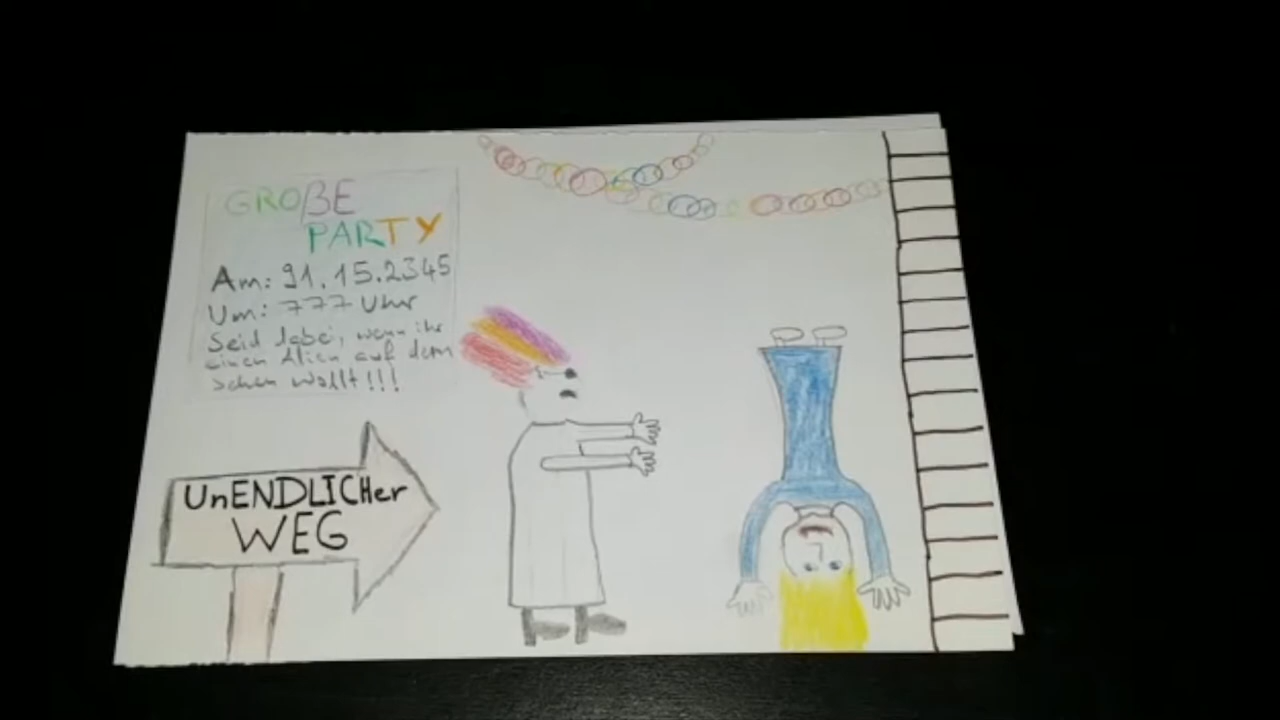 GROßE
PARTY
Am: 91.15.2345
Um: 777 Uhr
Seid dabei, wenn ihr
einen Alien auf dem
sehen wollt!!!
UnENDLICHer
WEG